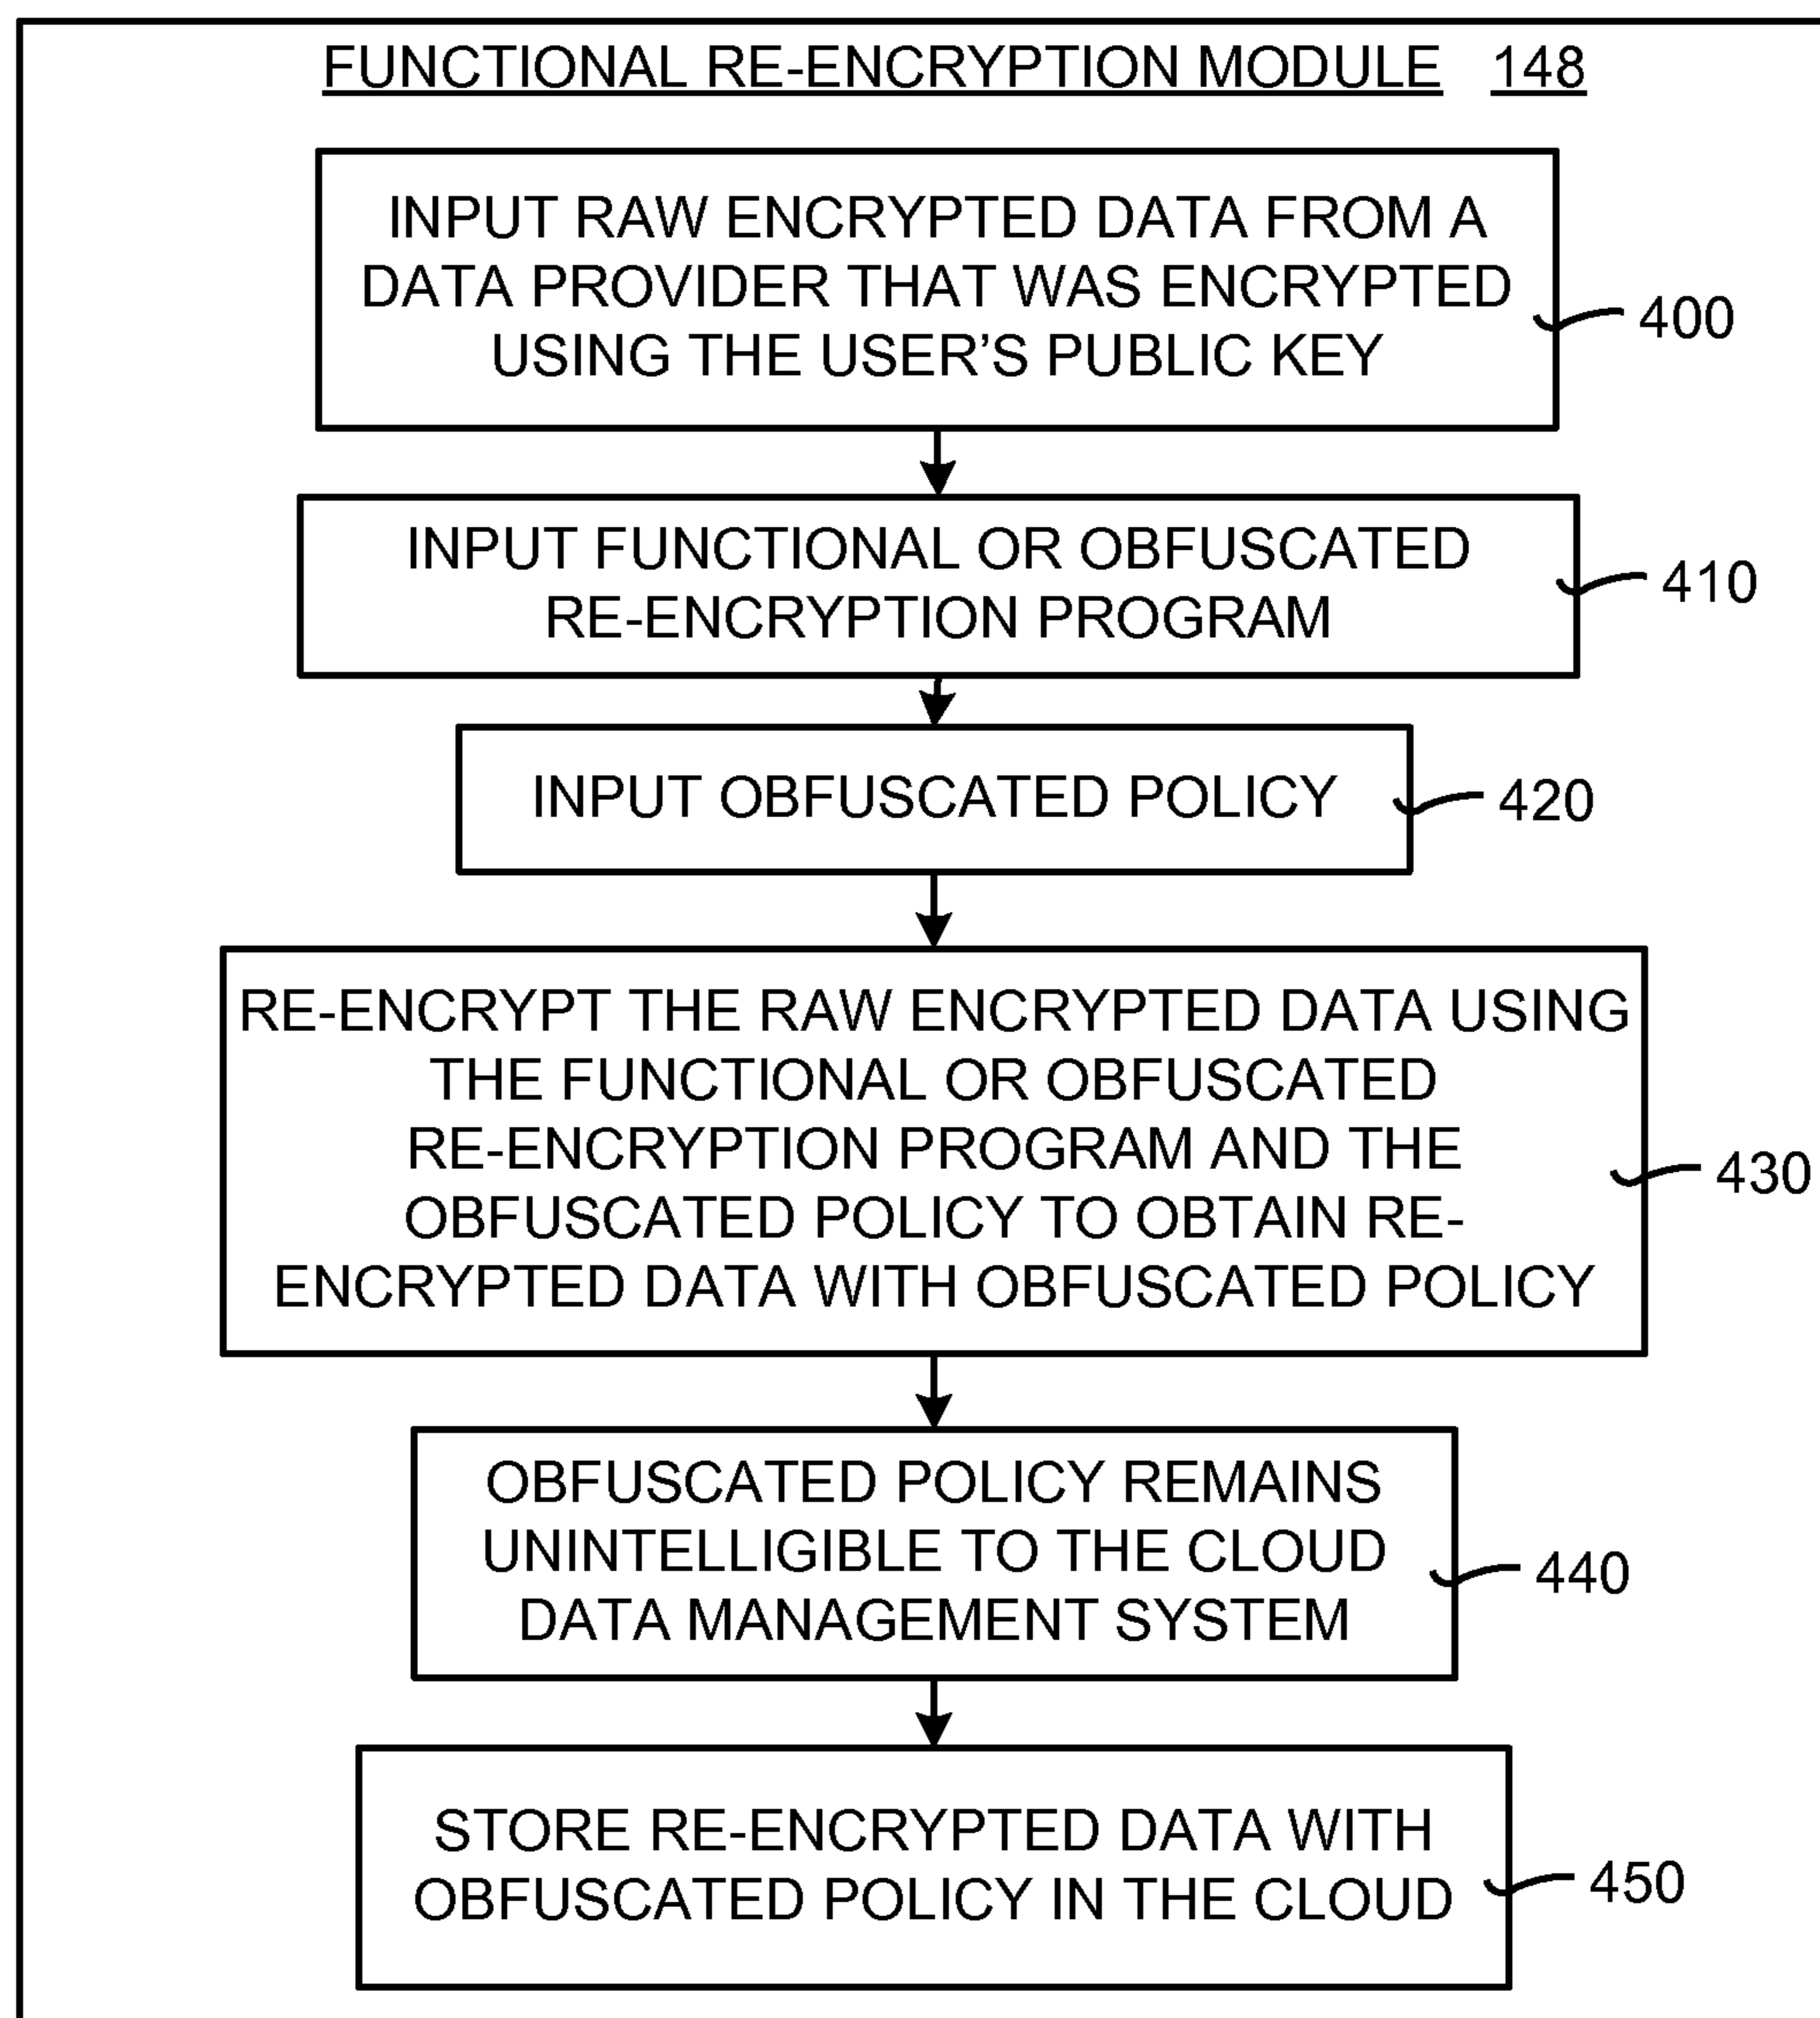 FUNCTIONAL RE-ENCRYPTION MODULE 148
INPUT RAW ENCRYPTED DATA FROM A
DATA PROVIDER THAT WAS ENCRYPTED
USING THE USER'S PUBLIC KEY
400
INPUT FUNCTIONAL OR OBFUSCATED
RE-ENCRYPTION PROGRAM
410
INPUT OBFUSCATED POLICY
420
RE-ENCRYPT THE RAW ENCRYPTED DATA USING
THE FUNCTIONAL OR OBFUSCATED
RE-ENCRYPTION PROGRAM AND THE
OBFUSCATED POLICY TO OBTAIN RE-
ENCRYPTED DATA WITH OBFUSCATED POLICY
430
OBFUSCATED POLICY REMAINS
UNINTELLIGIBLE TO THE CLOUD
DATA MANAGEMENT SYSTEM
440
STORE RE-ENCRYPTED DATA WITH
OBFUSCATED POLICY IN THE CLOUD
450